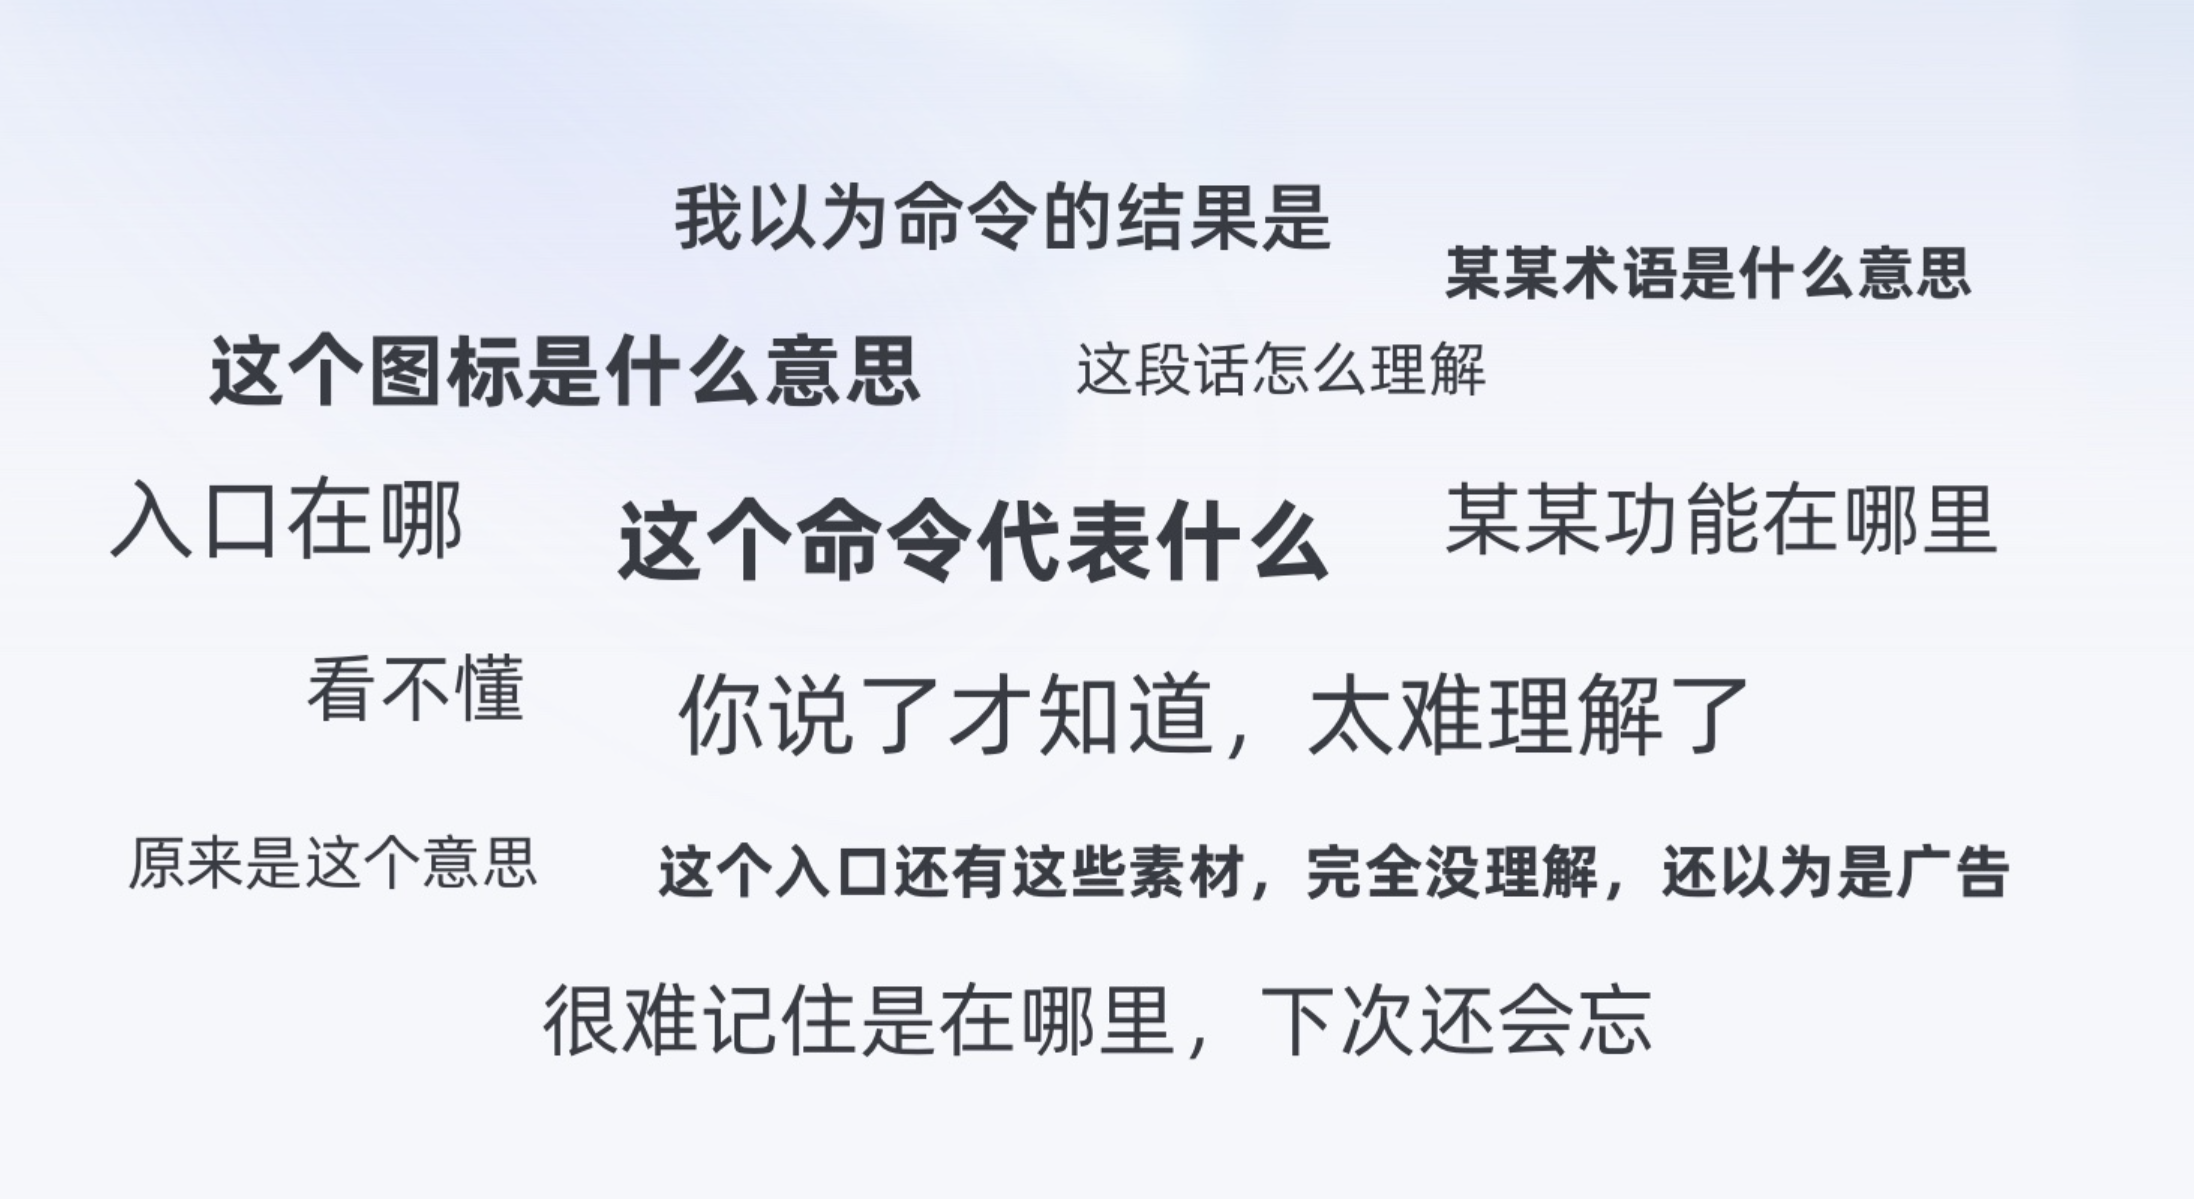 我以为命令的结果是
某某术语是什么意思
这个图标是什么意思
这段话怎么理解
入口在哪
这个命令代表什么
某某功能在哪里
看不懂
你说了才知道，太难理解了
原来是这个意思
这个入口还有这些素材，完全没理解，还以为是广告
很难记住是在哪里，下次还会忘